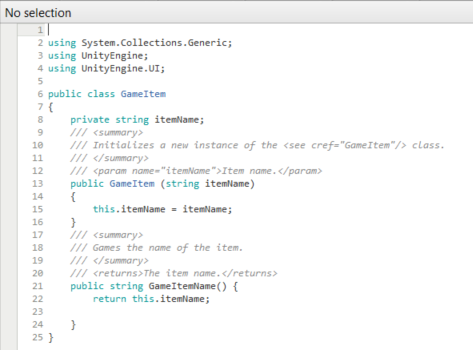 No selection
1
2 using System.Collections.Generic;
3 using UnityEngine;
4 using UnityEngine.UI;
5
6 public class GameItem
7 {
8 private string itemName;
9 /// <summary>
10 /// Initializes a new instance of the <see cref="GameItem"/> class.
11 /// </summary>
12 /// <param name="itemName">Item name.</param>
13 public GameItem (string itemName)
14 {
15 this.itemName = itemName;
16 }
17 /// <summary>
18 /// Games the name of the item.
19 /// </summary>
20 /// <returns>The item name.</returns>
21 public string GameItemName() {
22 return this.itemName;
23
24 }
25 }